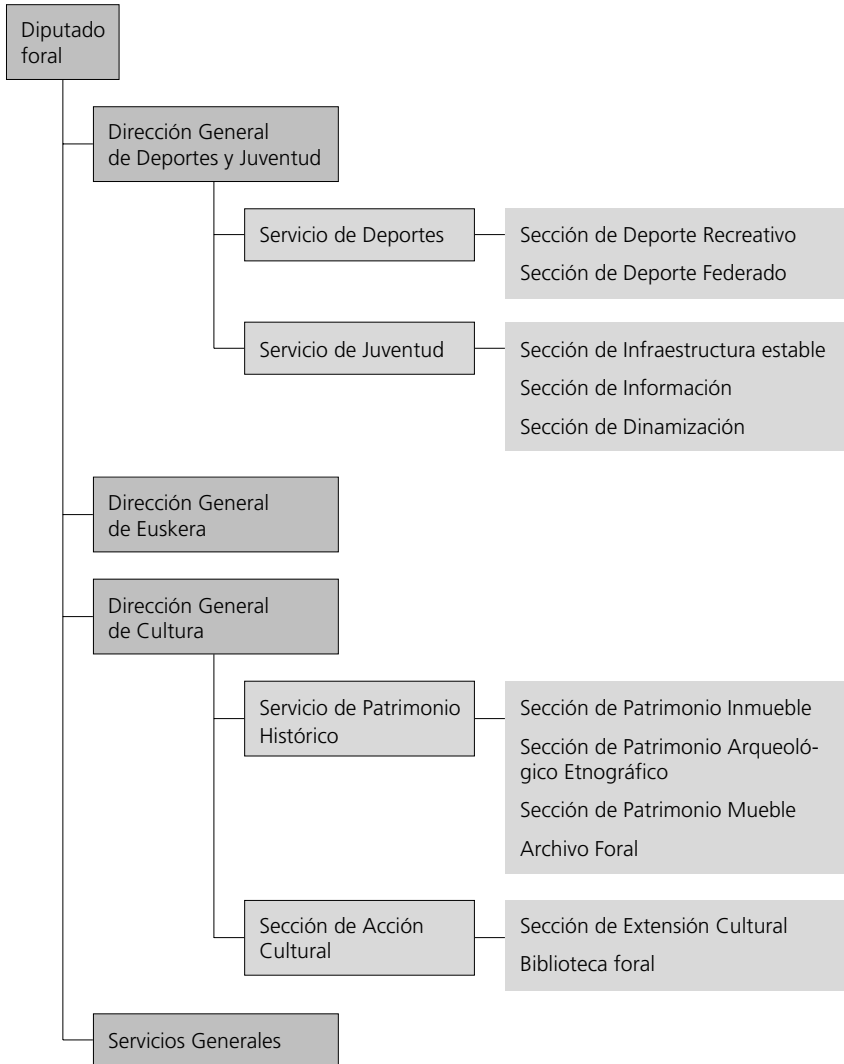 Diputado
foral
Dirección General
de Deportes y Juventud
Servicio de Deportes
Sección de Deporte Recreativo
Sección de Deporte Federado
Servicio de Juventud
Sección de Infraestructura estable
Sección de Información
Sección de Dinamización
Dirección General
de Euskera
Dirección General
de Cultura
Servicio de Patrimonio
Histórico
Sección de Patrimonio Inmueble
Sección de Patrimonio Arqueoló-
gico Etnográfico
Sección de Patrimonio Mueble
Archivo Foral
Sección de Acción
Cultural
Sección de Extensión Cultural
Biblioteca foral
Servicios Generales